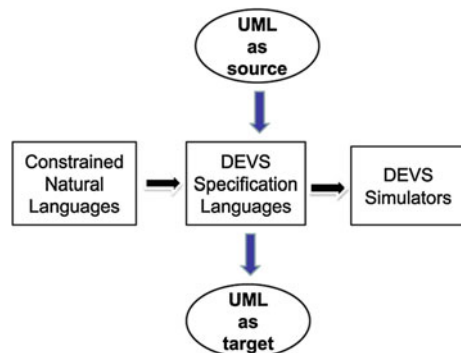 UML
as
source
Constrained
Natural
Languages
DEVS
Specification
Languages
DEVS
Simulators
UML
as
target